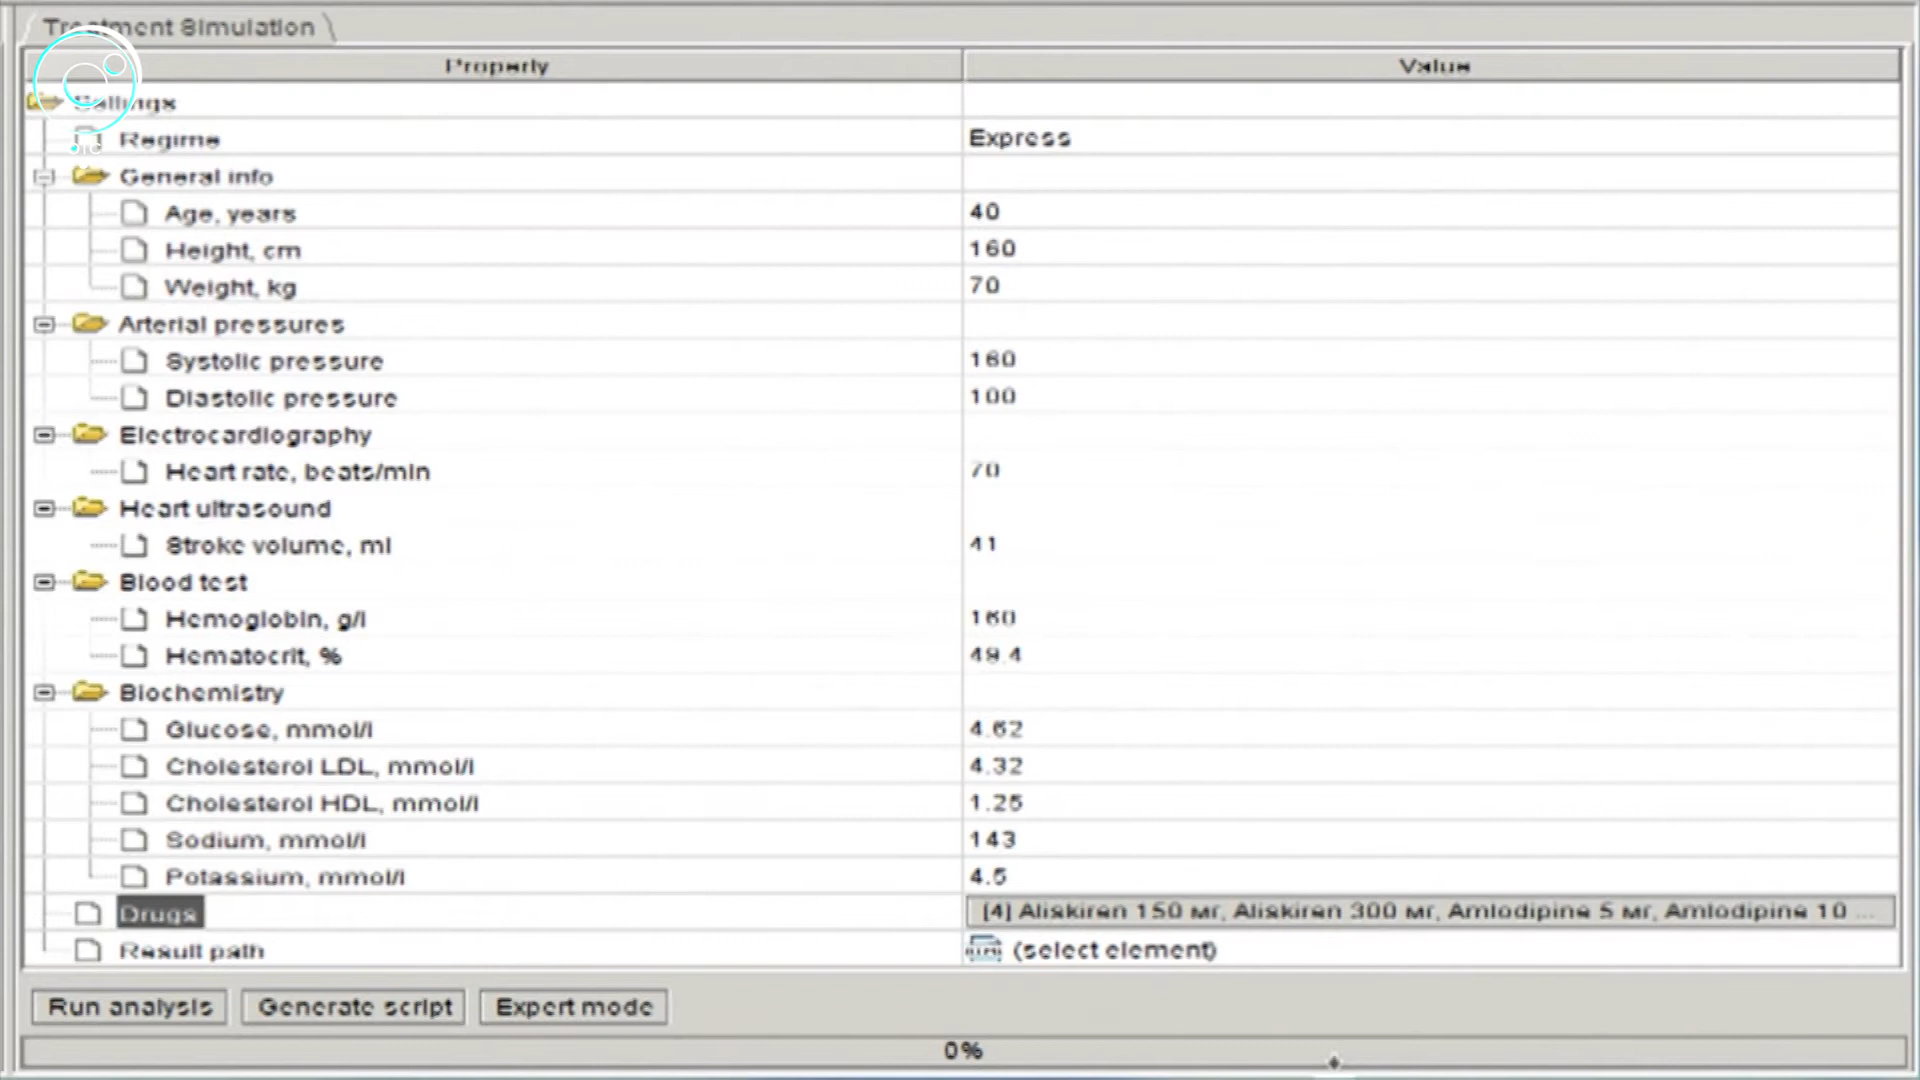 Treatment Simulation
Property Value
Settings
Regime Express
General info
Age, years 40
Height, cm 160
Weight, kg 70
Arterial pressures
Systolic pressure 160
Diastolic pressure 100
Electrocardiography
Heart rate, beats/min 70
Heart ultrasound
Stroke volume, ml 41
Blood test
Hemoglobin, g/l 160
Hematocrit, % 49.4
Biochemistry
Glucose, mmol/l 4.62
Cholesterol LDL, mmol/l 4.32
Cholesterol HDL, mmol/l 1.25
Sodium, mmol/l 143
Potassium, mmol/l 4.5
Drugs [4] Aliskiren 150 мг, Aliskiren 300 мг, Amlodipine 5 мг, Amlodipine 10 ...
Result path (select element)
Run analysis Generate script Expert mode
0%